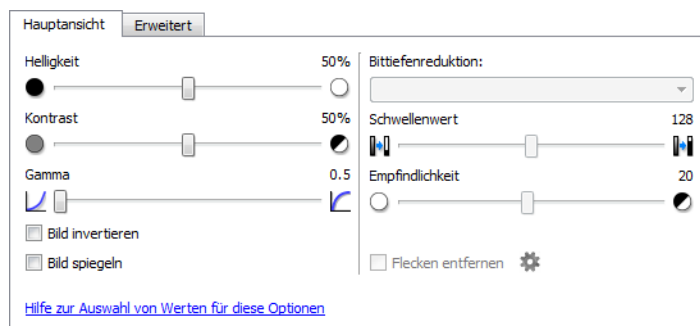 Hauptansicht
Erweitert
Helligkeit 50%
Kontrast 50%
Gamma 0.5
Bild invertieren
Bild spiegeln
Bittiefenreduktion:
Schwellenwert 128
Empfindlichkeit 20
Flecken entfernen
Hilfe zur Auswahl von Werten für diese Optionen